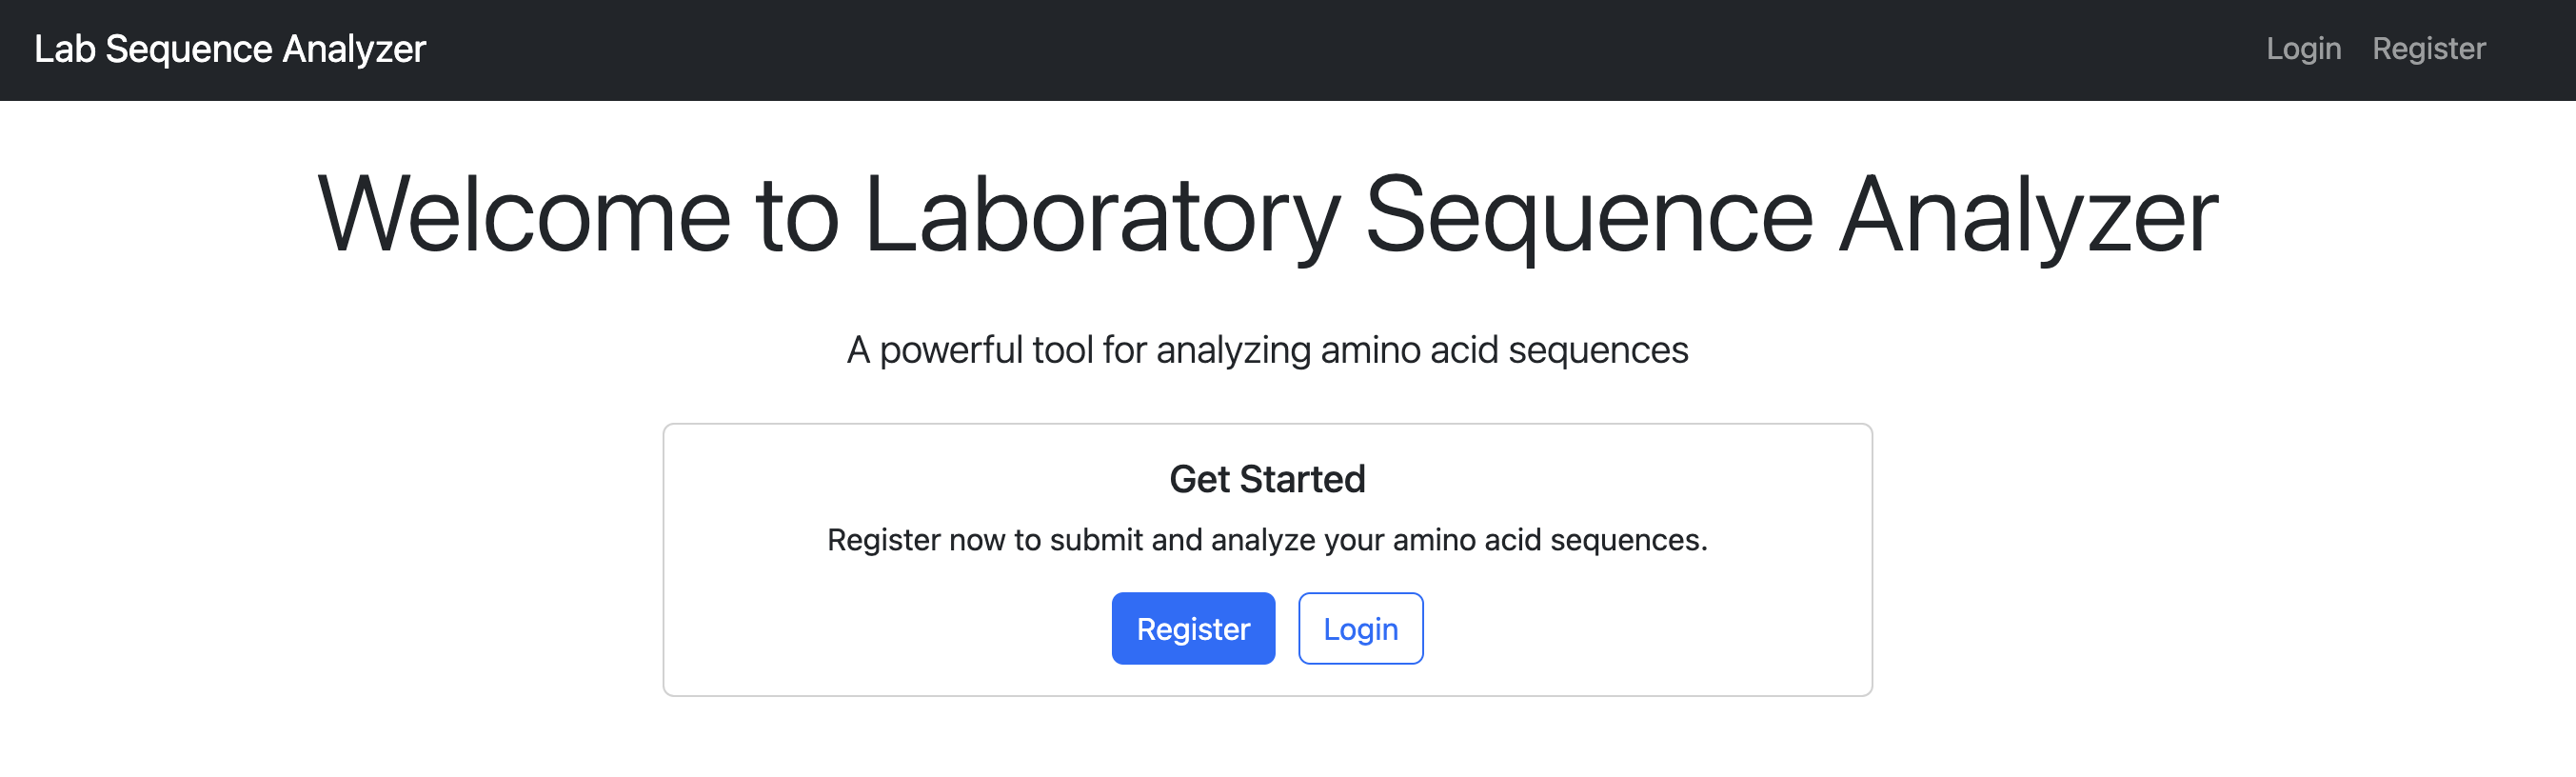 Lab Sequence Analyzer Login Register
Welcome to Laboratory Sequence Analyzer
A powerful tool for analyzing amino acid sequences
Get Started
Register now to submit and analyze your amino acid sequences.
Register Login